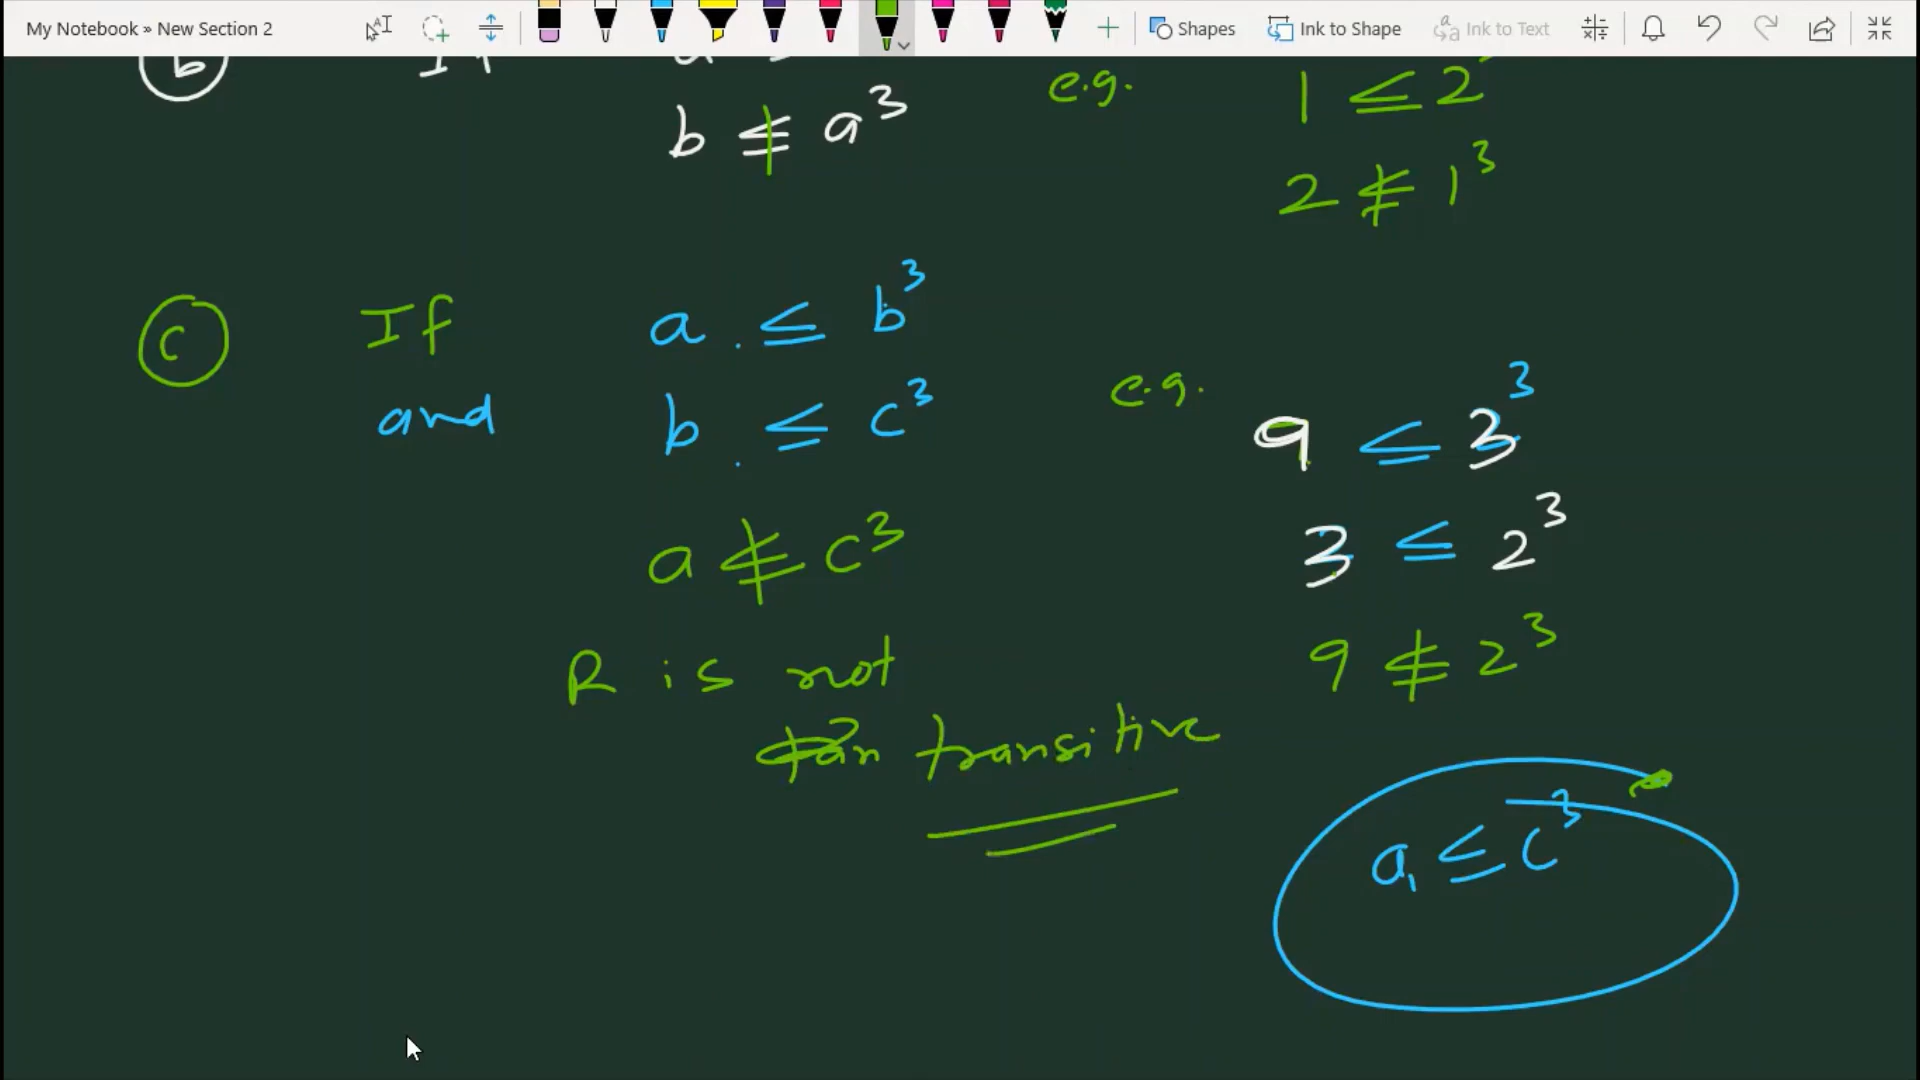 My Notebook » New Section 2
Shapes
Ink to Shape
Ink to Text
b If
b ≰ a³
e.g. 1 ≤ 2
2 ≰ 1³
c If a . ≤ b³
and b . ≤ c³
a ≰ c³
e.g. 9 ≤ 3³
3 ≤ 2³
9 ≰ 2³
R is not
transitive
a, ≤ c³